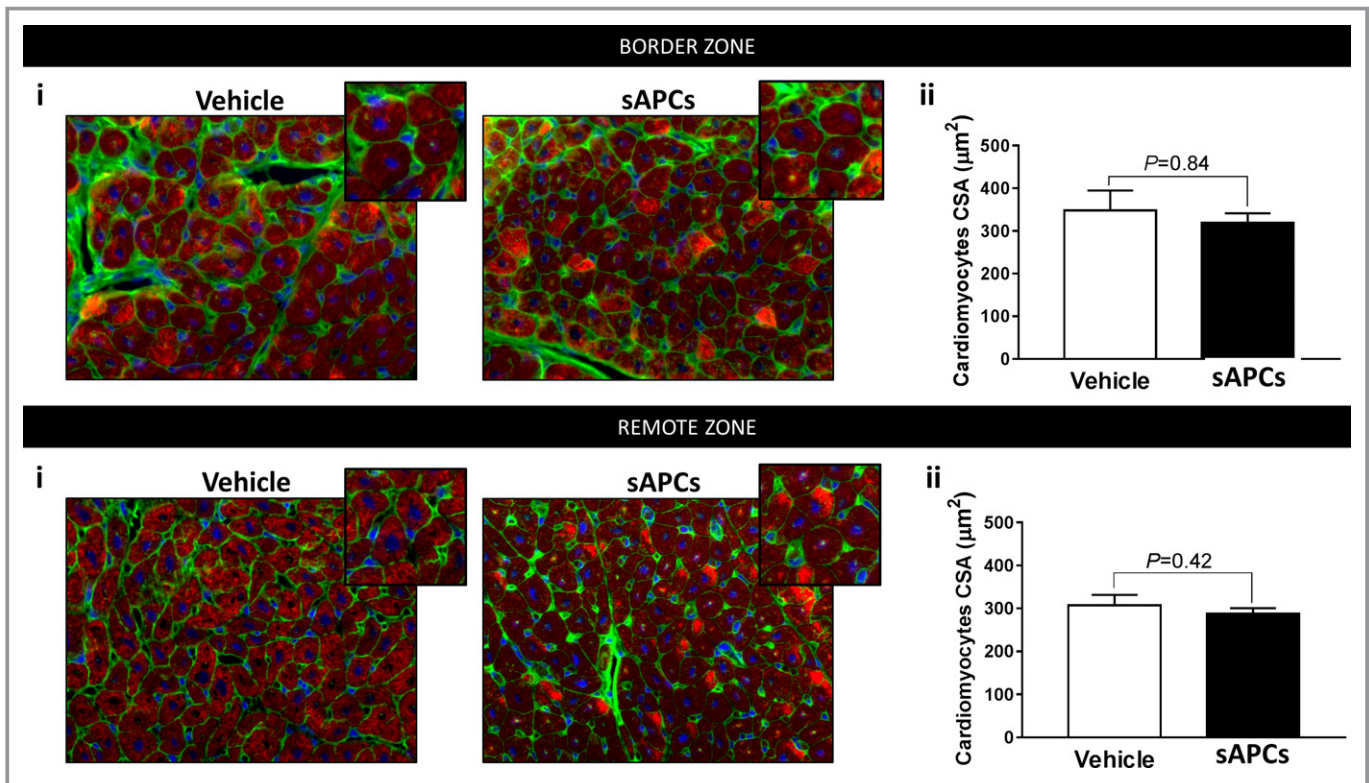 BORDER ZONE
i
Vehicle
sAPCs
ii
Cardiomyocytes CSA (μm²)
500
400
300
200
100
0
P=0.84
Vehicle
sAPCs
REMOTE ZONE
i
Vehicle
sAPCs
ii
Cardiomyocytes CSA (μm²)
500
400
300
200
100
0
P=0.42
Vehicle
sAPCs